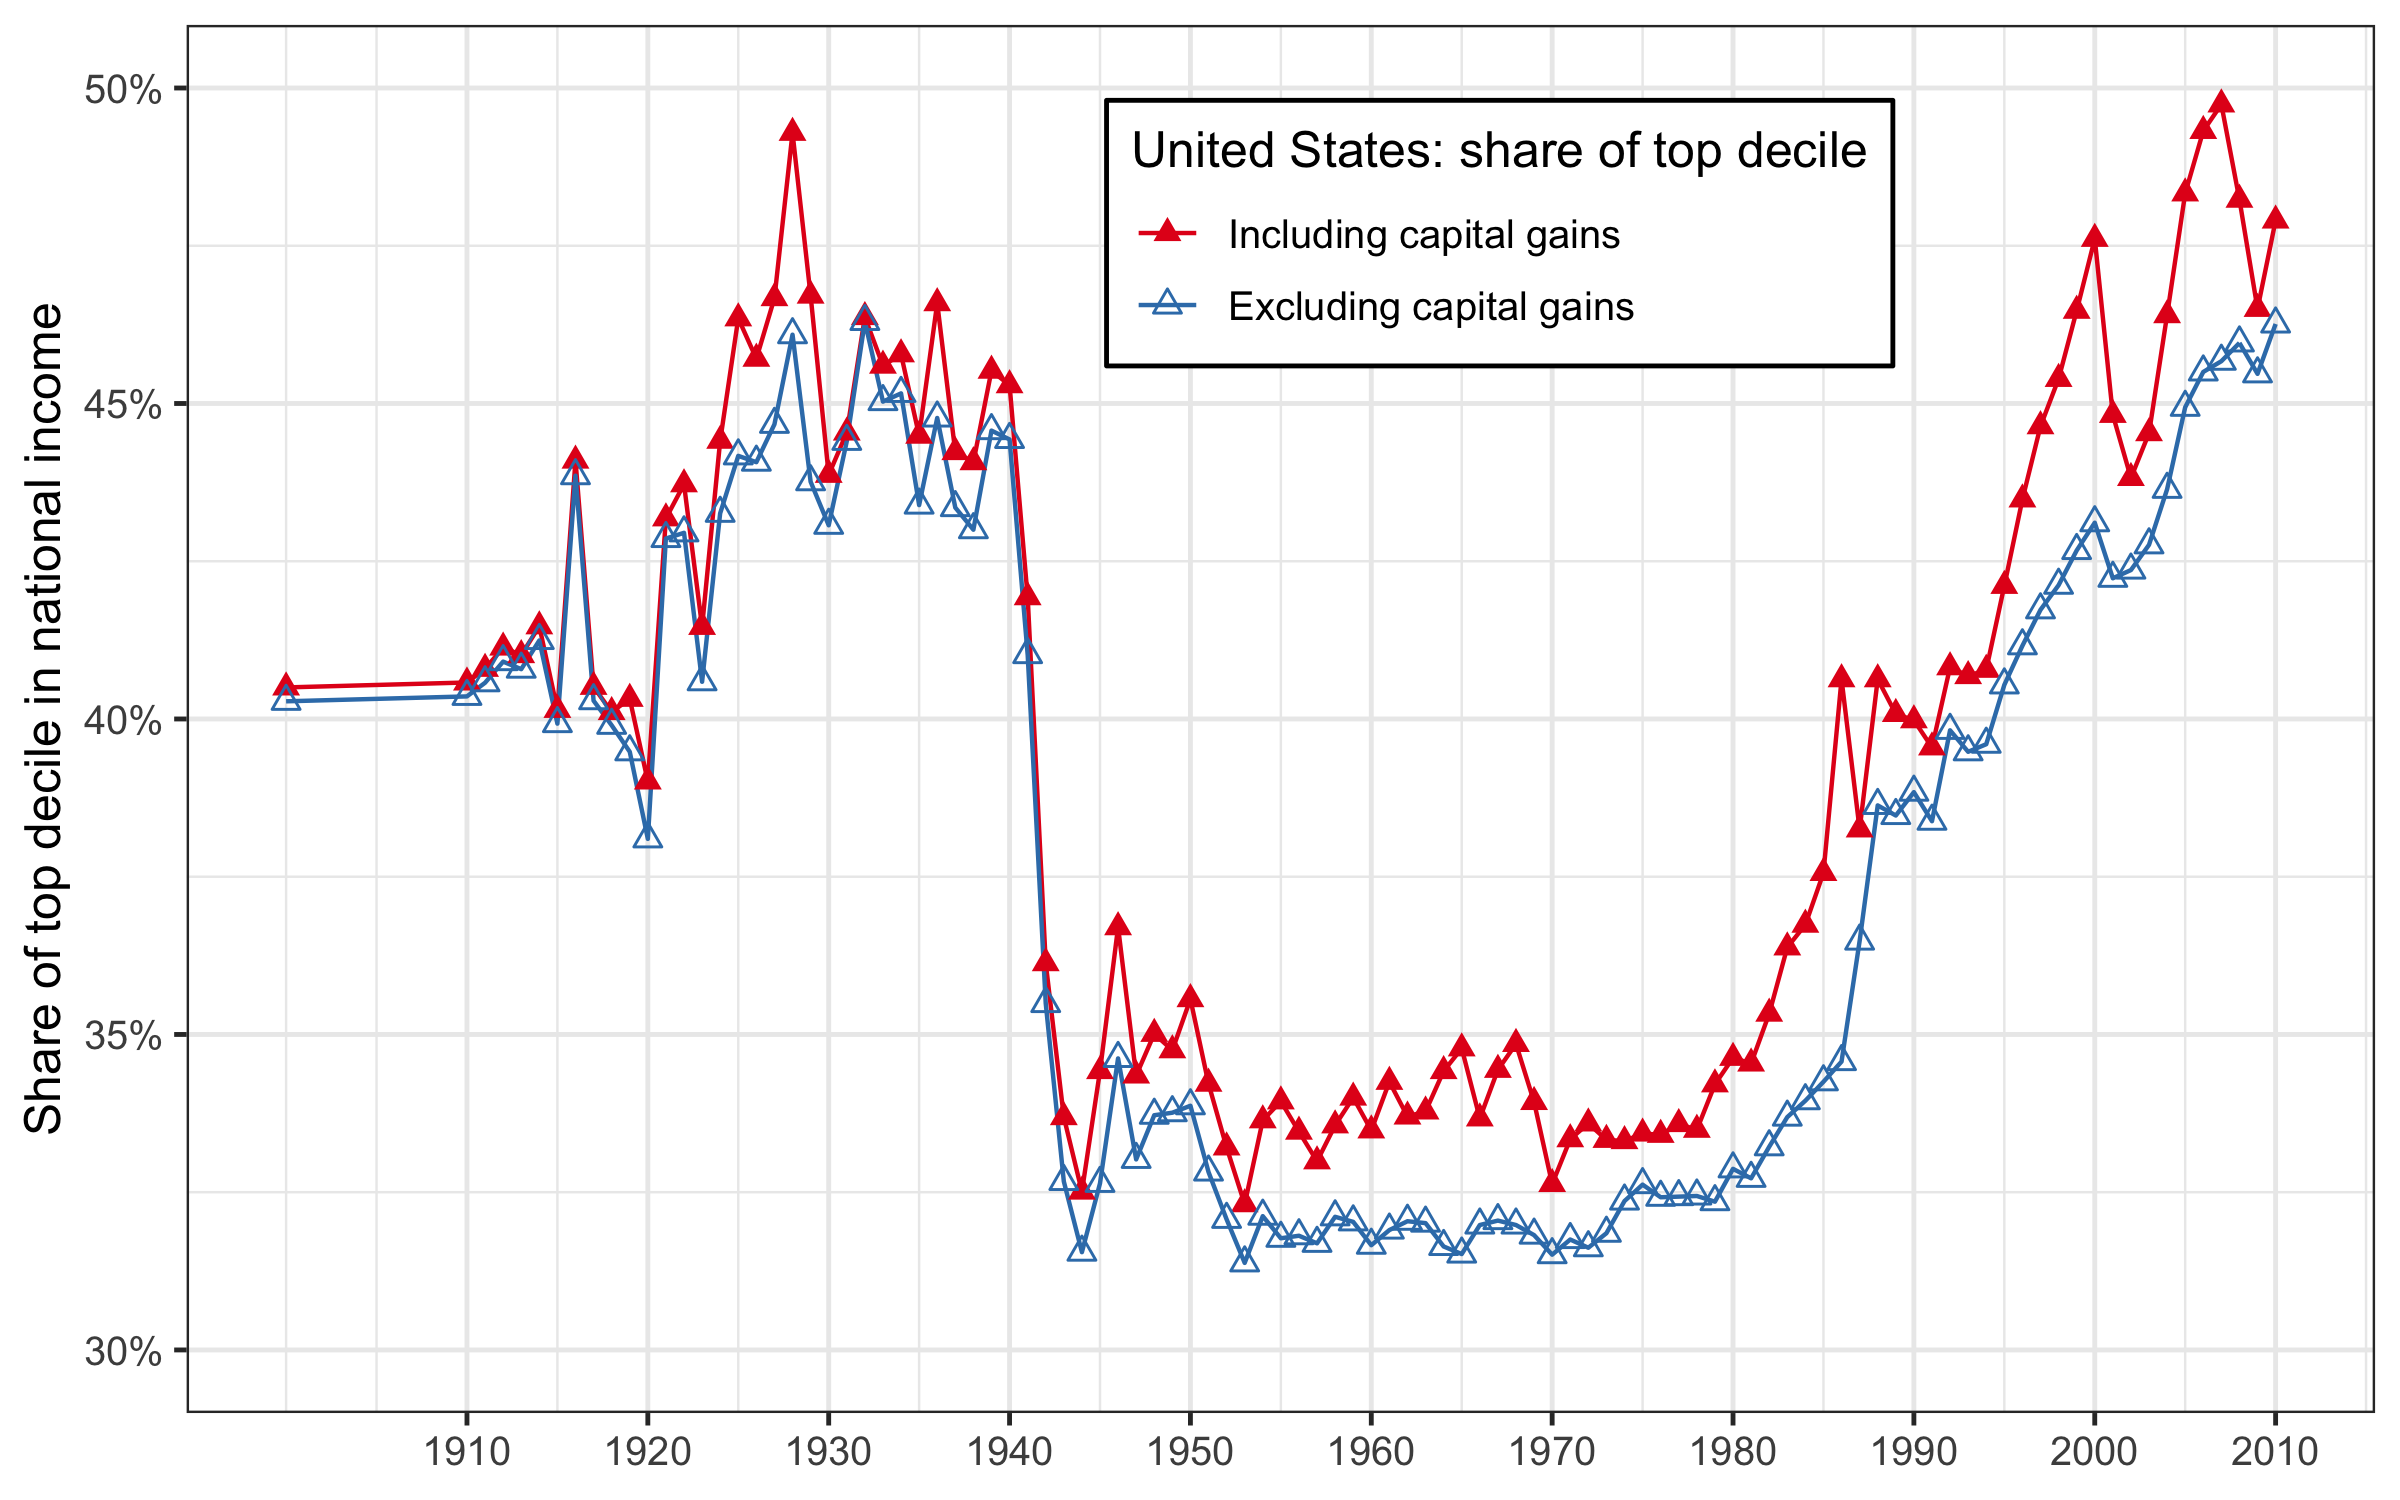 Share of top decile in national income
50%
45%
40%
35%
30%
United States: share of top decile
Including capital gains
Excluding capital gains
1910 1920 1930 1940 1950 1960 1970 1980 1990 2000 2010